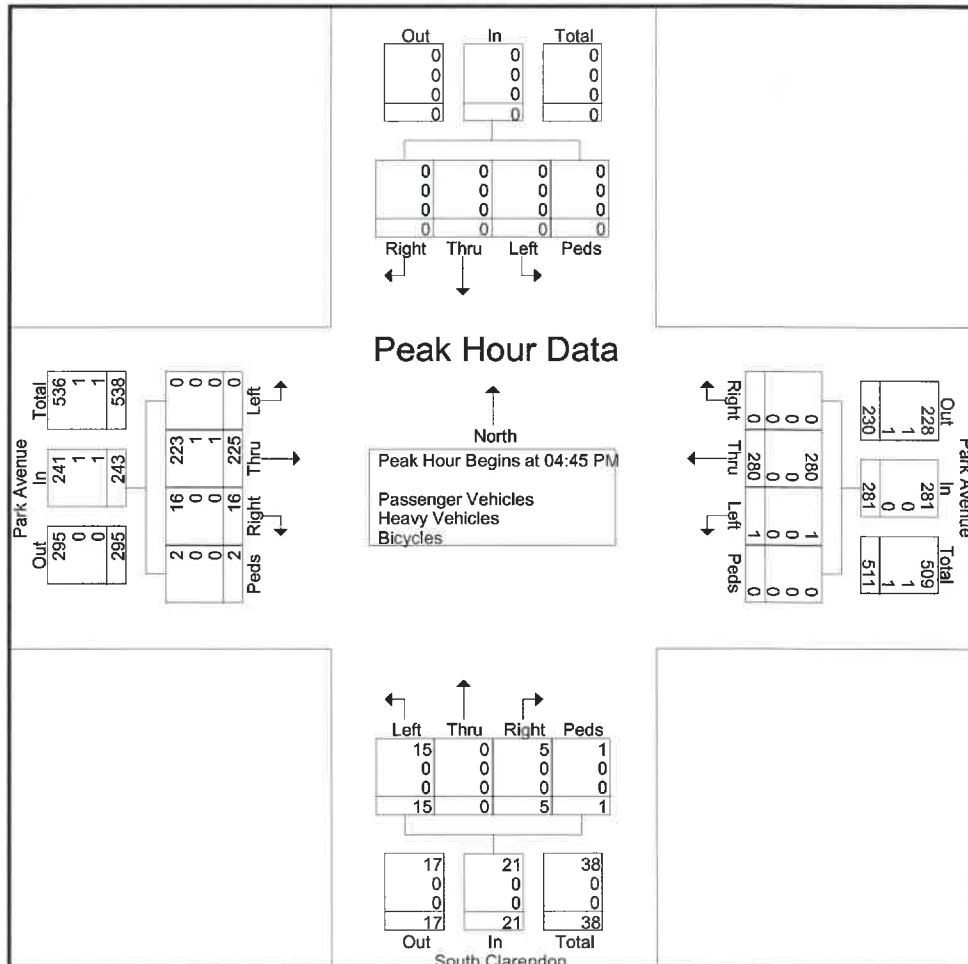 Out In Total
0 0 0
0 0 0
0 0 0
0 0 0
0 0 0 0
0 0 0 0
0 0 0 0
0 0 0 0
Right Thru Left Peds
Peak Hour Data
North
Peak Hour Begins at 04:45 PM
Passenger Vehicles
Heavy Vehicles
Bicycles
Park Avenue
Out In Total
295 241 536
0 1 1
0 1 1
295 243 538
Peds Right Thru Left
2 16 223 0
0 0 1 0
0 0 1 0
2 16 225 0
Park Avenue
Out In Total
228 281 509
1 0 1
1 0 1
230 281 511
Right Thru Left Peds
0 280 1 0
0 0 0 0
0 0 0 0
0 280 1 0
Left Thru Right Peds
15 0 5 1
0 0 0 0
0 0 0 0
15 0 5 1
17 21 38
0 0 0
0 0 0
17 21 38
Out In Total
South Clarendon